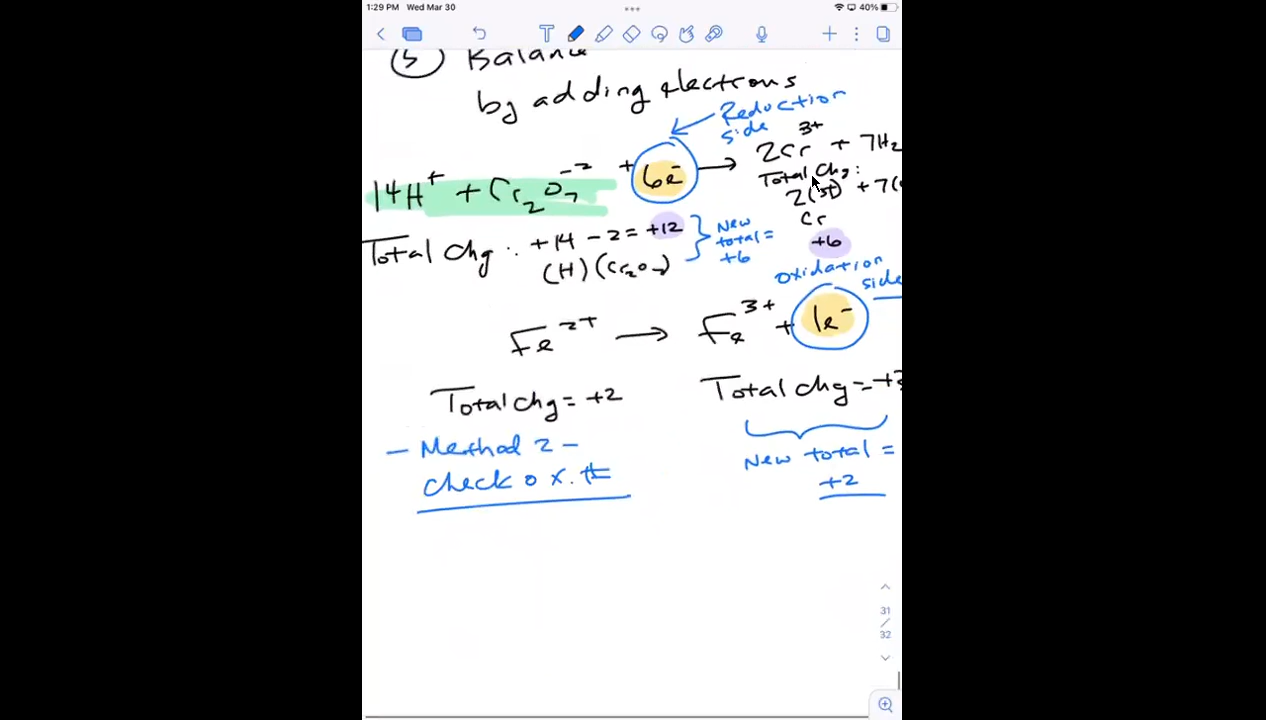 1:29 PM Wed Mar 30
40%
5 Balance
by adding electrons
Reduction
side
14H+ + Cr2O7-2 + 6e- → 2Cr3+ + 7H2
Total Chg:
2(3+) + 7(
Cr
+6
Total Chg: +14 - 2 = +12
(H) (Cr2O7)
New
total =
+6
oxidation
side
Fe2+ → Fe3+ + 1e-
Total chg = +2
Total chg = +3
- Method 2 -
check ox. #
New total =
+2
31
/
32